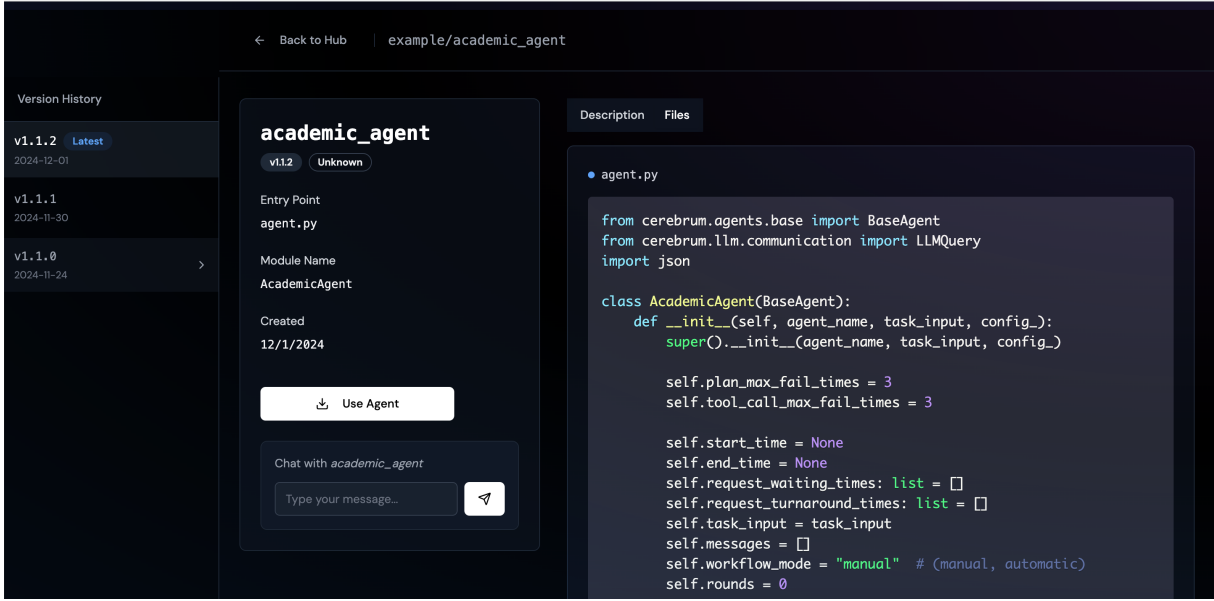 ← Back to Hub
example/academic_agent
Version History
v1.1.2 Latest
2024-12-01
v1.1.1
2024-11-30
v1.1.0
2024-11-24
academic_agent
v1.1.2 Unknown
Entry Point
agent.py
Module Name
AcademicAgent
Created
12/1/2024
Use Agent
Chat with academic_agent
Type your message...
Description Files
agent.py
from cerebrum.agents.base import BaseAgent
from cerebrum.llm.communication import LLMQuery
import json
class AcademicAgent(BaseAgent):
    def __init__(self, agent_name, task_input, config_):
        super().__init__(agent_name, task_input, config_)
        self.plan_max_fail_times = 3
        self.tool_call_max_fail_times = 3
        self.start_time = None
        self.end_time = None
        self.request_waiting_times: list = []
        self.request_turnaround_times: list = []
        self.task_input = task_input
        self.messages = []
        self.workflow_mode = "manual"  # (manual, automatic)
        self.rounds = 0